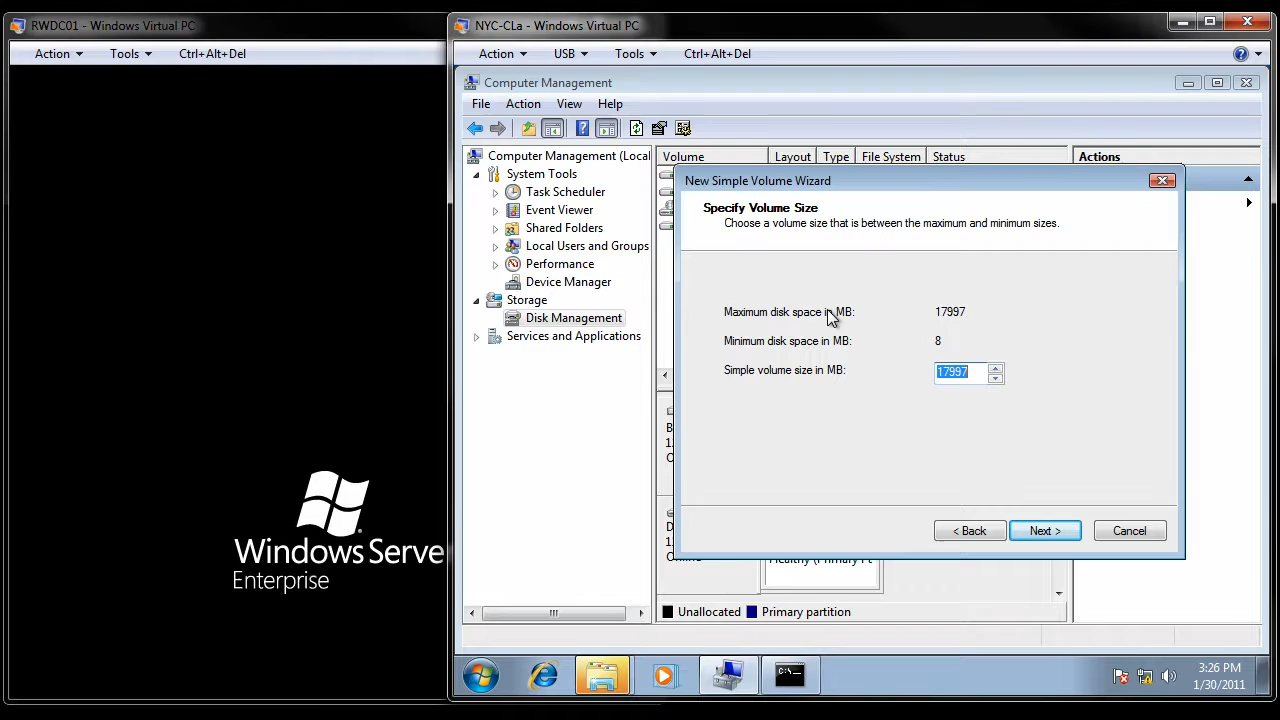 RWDC01 - Windows Virtual PC
Action Tools Ctrl+Alt+Del
Windows Serve
Enterprise
NYC-CLa - Windows Virtual PC
Action USB Tools Ctrl+Alt+Del
Computer Management
File Action View Help
Computer Management (Local
System Tools
Task Scheduler
Event Viewer
Shared Folders
Local Users and Groups
Performance
Device Manager
Storage
Disk Management
Services and Applications
Volume Layout Type File System Status
Actions
New Simple Volume Wizard
Specify Volume Size
Choose a volume size that is between the maximum and minimum sizes.
Maximum disk space in MB: 17997
Minimum disk space in MB: 8
Simple volume size in MB: 17997
< Back Next > Cancel
Unallocated Primary partition
3:26 PM
1/30/2011